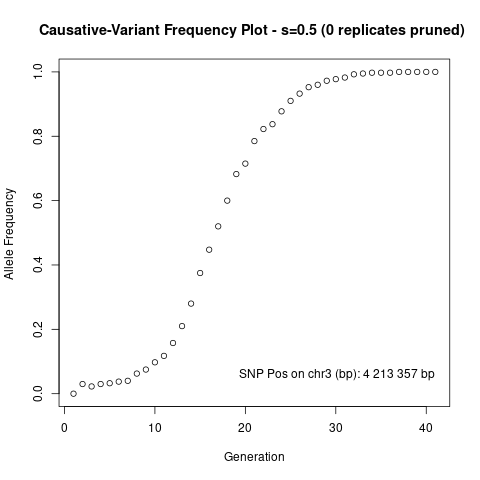 Causative-Variant Frequency Plot - s=0.5 (0 replicates pruned)
Allele Frequency
1.0
0.8
0.6
0.4
0.2
0.0
SNP Pos on chr3 (bp): 4 213 357 bp
0 10 20 30 40
Generation